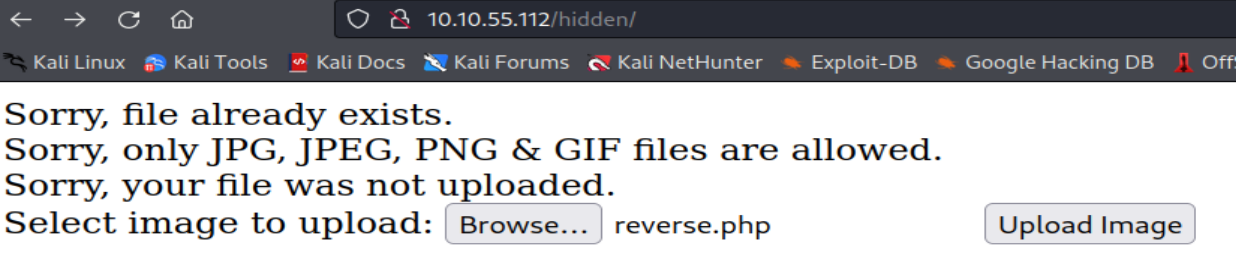 10.10.55.112/hidden/
Kali Linux Kali Tools Kali Docs Kali Forums Kali NetHunter Exploit-DB Google Hacking DB Off
Sorry, file already exists.
Sorry, only JPG, JPEG, PNG & GIF files are allowed.
Sorry, your file was not uploaded.
Select image to upload: Browse... reverse.php Upload Image